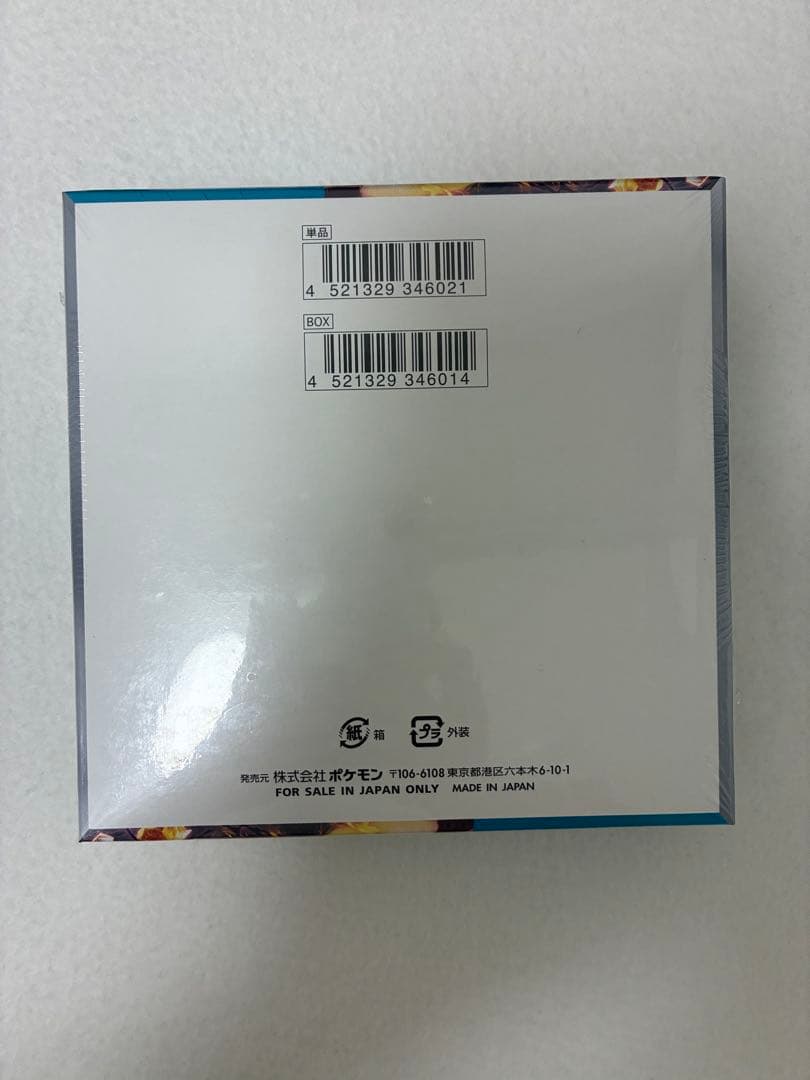 単品
4 521329 346021
BOX
4 521329 346014
紙 箱
プラ 外装
発売元 株式会社ポケモン 〒106-6108 東京都港区六本木6-10-1
FOR SALE IN JAPAN ONLY MADE IN JAPAN